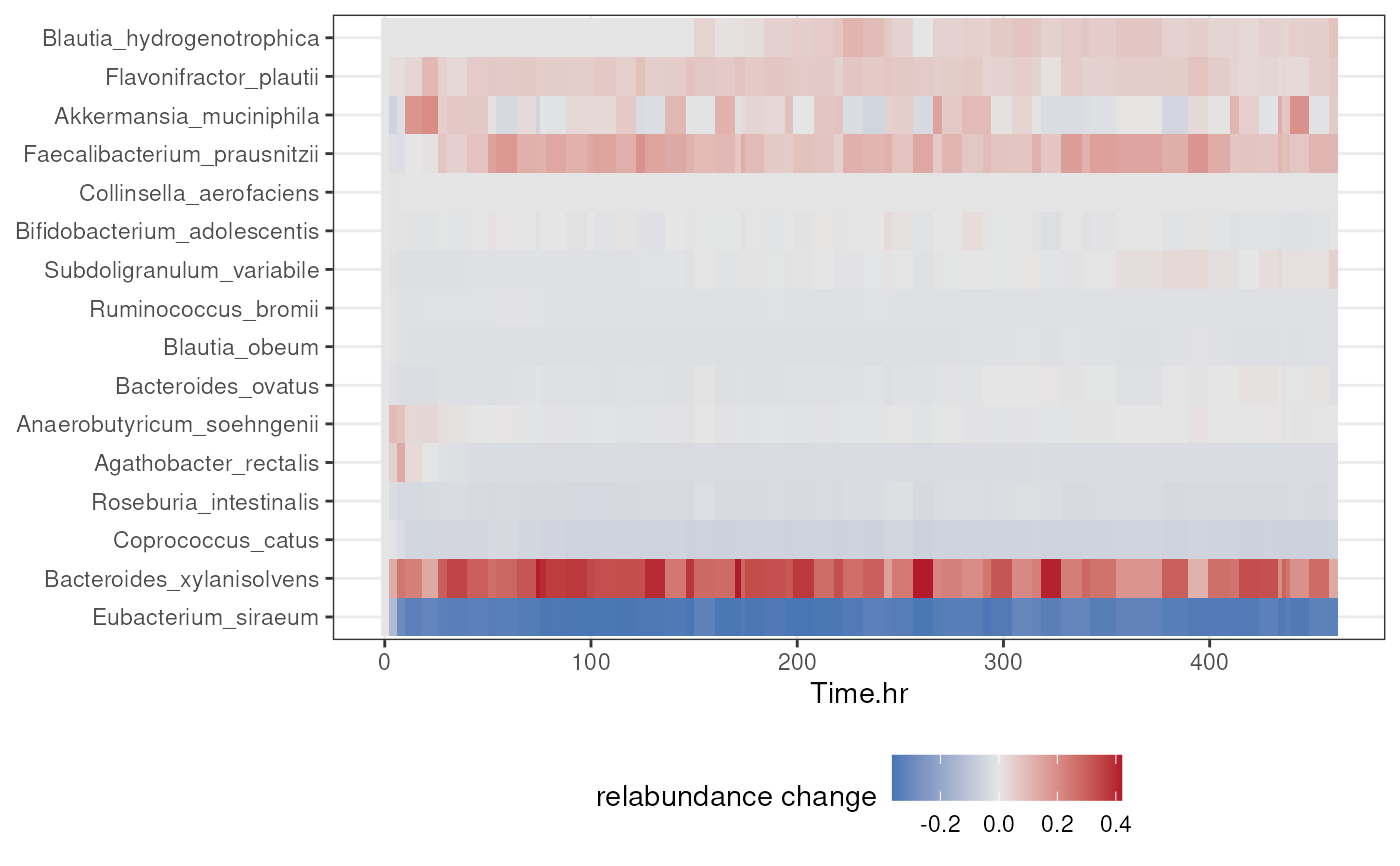 Blautia_hydrogenotrophica
Flavonifractor_plautii
Akkermansia_muciniphila
Faecalibacterium_prausnitzii
Collinsella_aerofaciens
Bifidobacterium_adolescentis
Subdoligranulum_variabile
Ruminococcus_bromii
Blautia_obeum
Bacteroides_ovatus
Anaerobutyricum_soehngenii
Agathobacter_rectalis
Roseburia_intestinalis
Coprococcus_catus
Bacteroides_xylanisolvens
Eubacterium_siraeum
0 100 200 300 400
Time.hr
relabundance change
-0.2 0.0 0.2 0.4